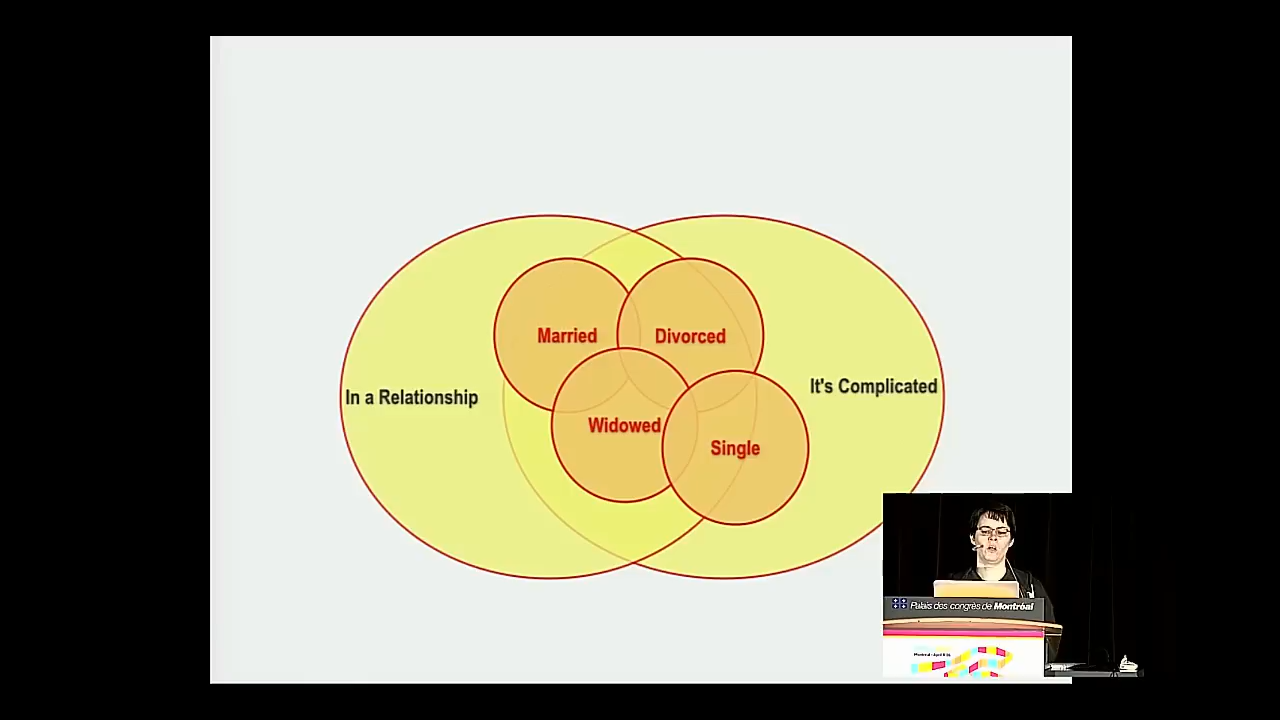 Married
Divorced
In a Relationship
It's Complicated
Widowed
Single
Palais des congrès de Montréal